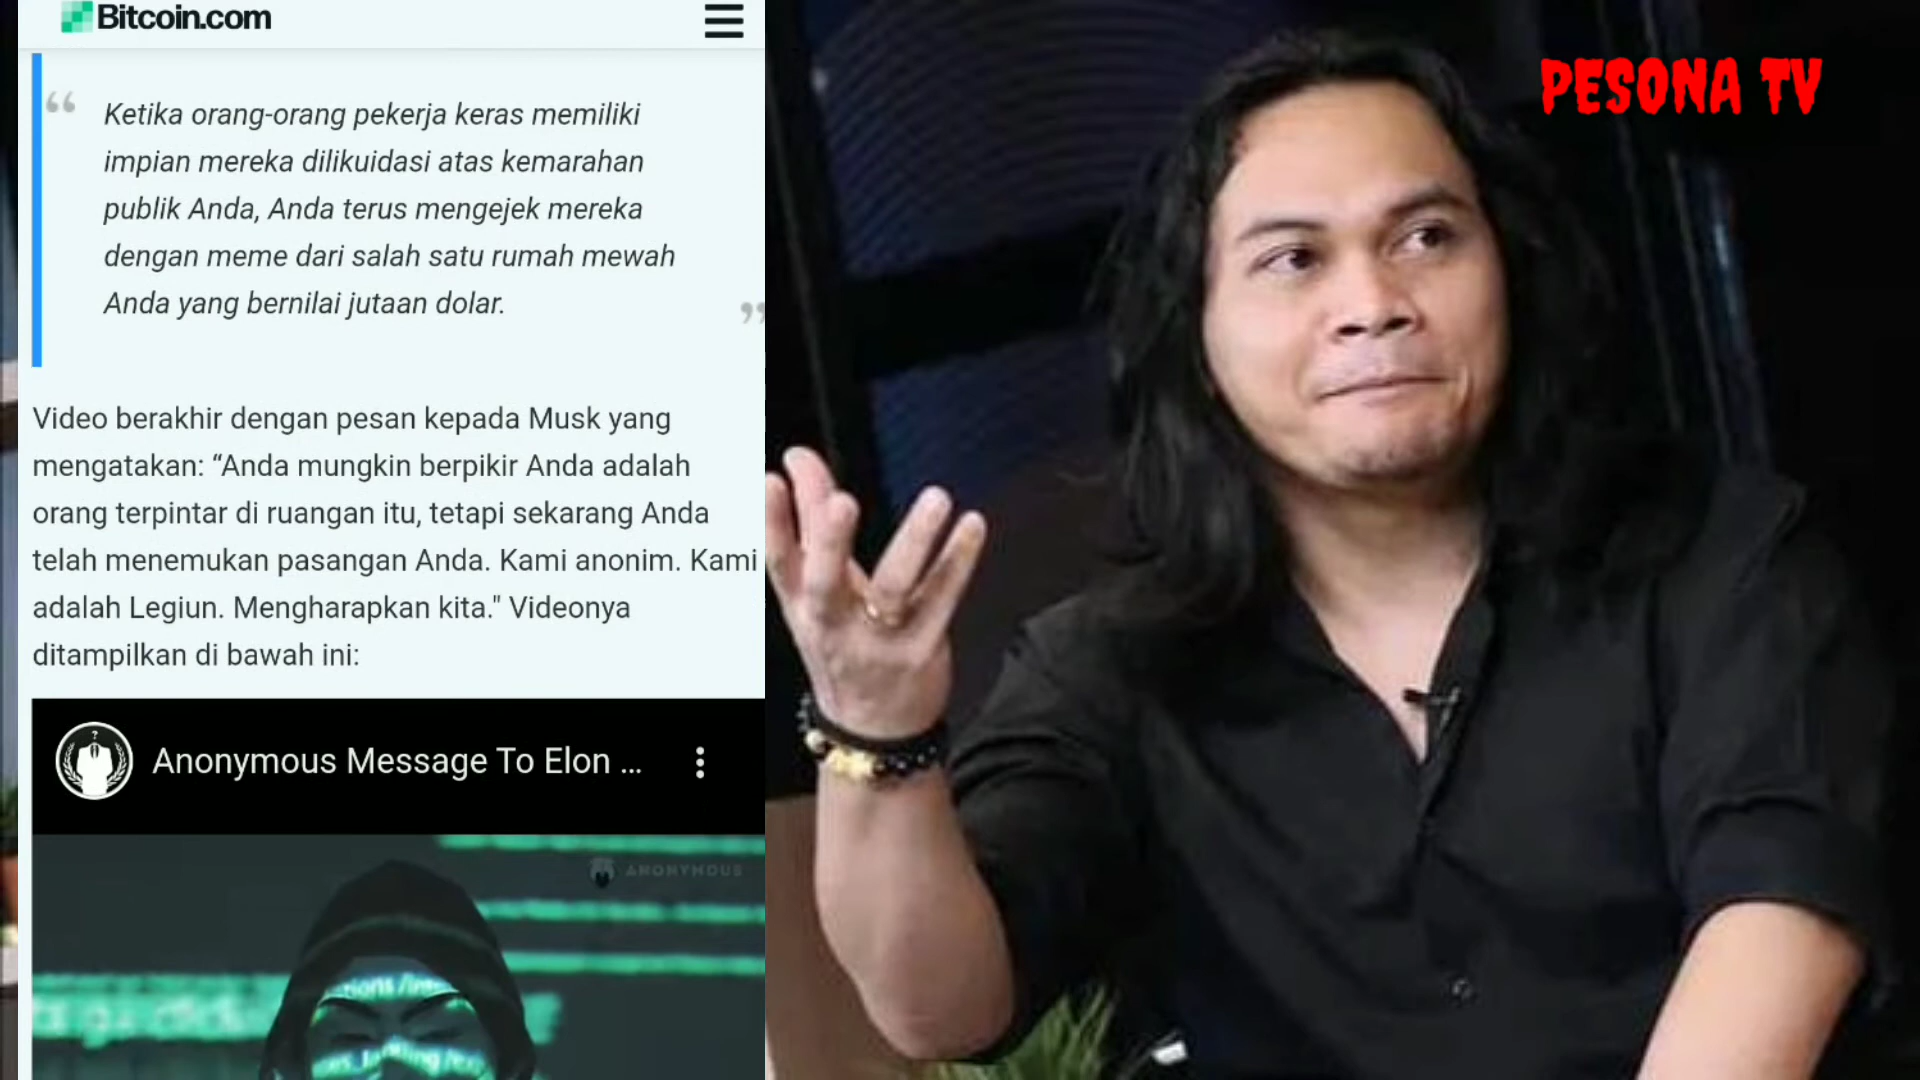 Bitcoin.com
PESONA TV
“ Ketika orang-orang pekerja keras memiliki
impian mereka dilikuidasi atas kemarahan
publik Anda, Anda terus mengejek mereka
dengan meme dari salah satu rumah mewah
Anda yang bernilai jutaan dolar. ”
Video berakhir dengan pesan kepada Musk yang
mengatakan: “Anda mungkin berpikir Anda adalah
orang terpintar di ruangan itu, tetapi sekarang Anda
telah menemukan pasangan Anda. Kami anonim. Kami
adalah Legiun. Mengharapkan kita." Videonya
ditampilkan di bawah ini:
Anonymous Message To Elon ...
ANONYMOUS